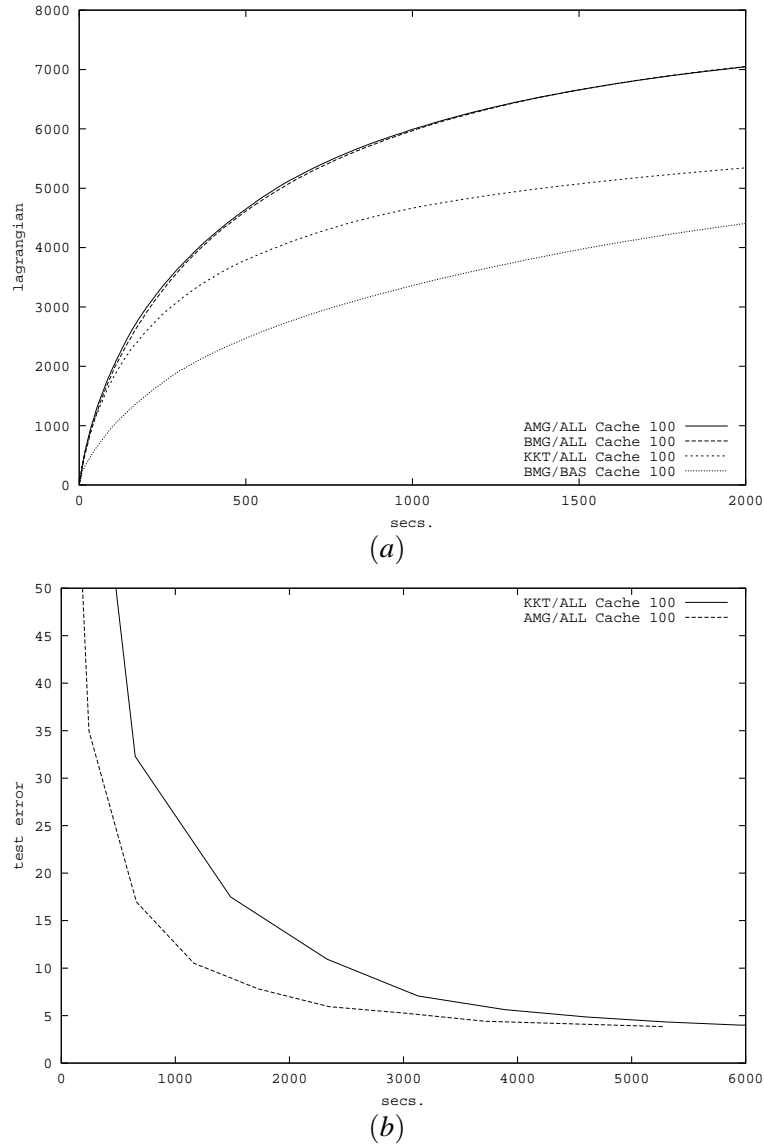 8000
7000
6000
5000
4000
3000
2000
1000
0
lagrangian
AMG/ALL Cache 100
BMG/ALL Cache 100
KKT/ALL Cache 100
BMG/BAS Cache 100
0 500 1000 1500 2000
secs.
(a)
50
45
40
35
30
25
20
15
10
5
0
test error
KKT/ALL Cache 100
AMG/ALL Cache 100
0 1000 2000 3000 4000 5000 6000
secs.
(b)